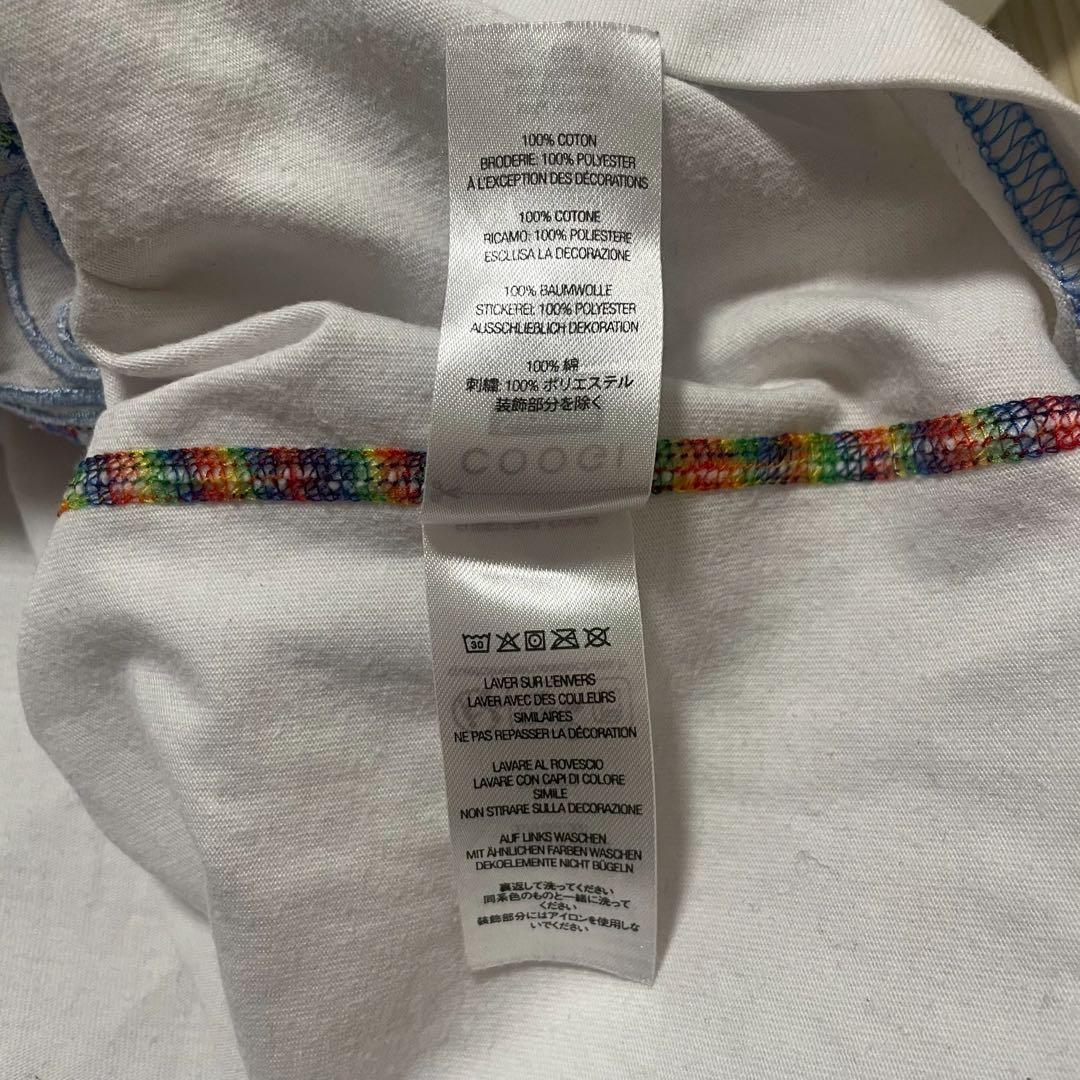 100% COTON
BRODERIE: 100% POLYESTER
À L'EXCEPTION DES DÉCORATIONS
100% COTONE
RICAMO: 100% POLIESTERE
ESCLUSA LA DECORAZIONE
100% BAUMWOLLE
STICKEREI: 100% POLYESTER
AUSSCHLIEBLICH DEKORATION
100% 綿
刺繍: 100% ポリエステル
装飾部分を除く
COOGI
30
LAVER SUR L'ENVERS
LAVER AVEC DES COULEURS
SIMILAIRES
NE PAS REPASSER LA DÉCORATION
LAVARE AL ROVESCIO
LAVARE CON CAPI DI COLORE
SIMILE
NON STIRARE SULLA DECORAZIONE
AUF LINKS WASCHEN
MIT ÄHNLICHEN FARBEN WASCHEN
DEKOELEMENTE NICHT BÜGELN
裏返して洗ってください
同系色のものと一緒に洗って
ください
装飾部分にはアイロンを使用しな
いでください